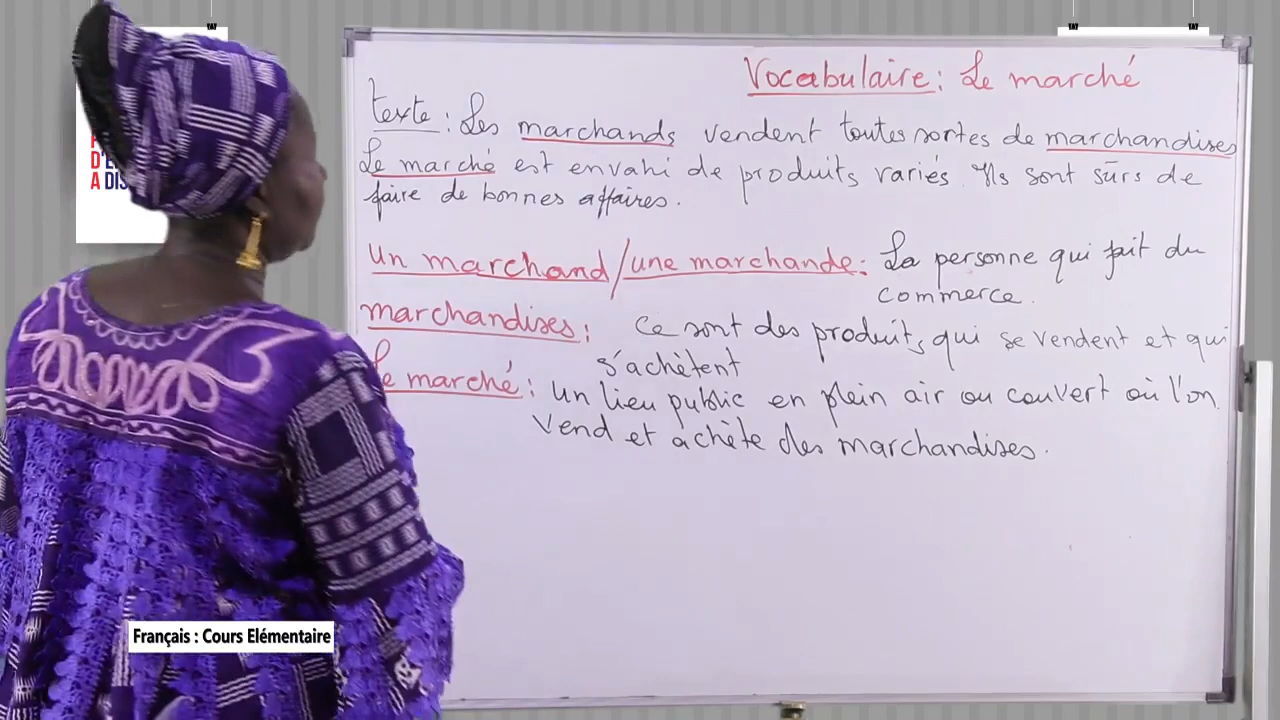 Vocabulaire : Le marché
texte : Les marchands vendent toutes sortes de marchandises
Le marché est envahi de produits variés. Ils sont sûrs de
faire de bonnes affaires.
un marchand/une marchande : La personne qui fait du
commerce.
marchandises : ce sont des produits qui se vendent et qui
s'achètent
Le marché : un lieu public en plein air ou couvert où l'on
vend et achète des marchandises.
D'E
A DIS
Français : Cours Elémentaire